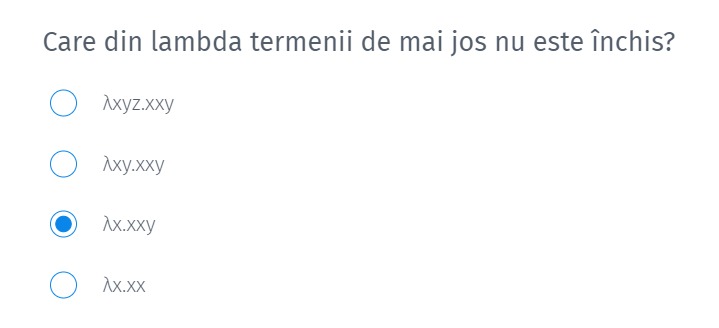 Care din lambda termenii de mai jos nu este închis?
λxyz.xxy
λxy.xxy
λx.xxy
λx.xx